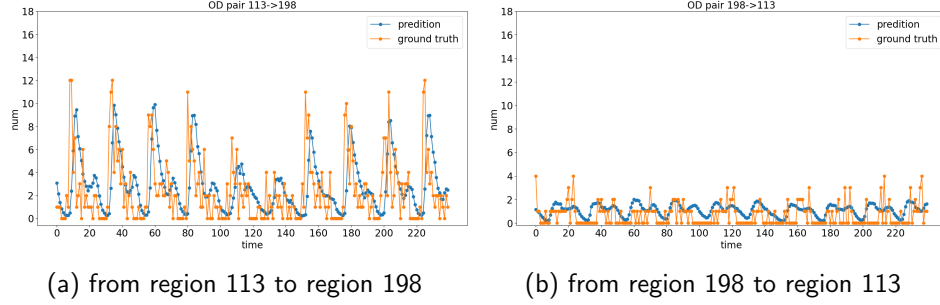 OD pair 113->198
predition
ground truth
18
16
14
12
10
8
6
4
2
0
num
0 20 40 60 80 100 120 140 160 180 200 220
time
(a) from region 113 to region 198
OD pair 198->113
predition
ground truth
18
16
14
12
10
8
6
4
2
0
num
0 20 40 60 80 100 120 140 160 180 200 220
time
(b) from region 198 to region 113